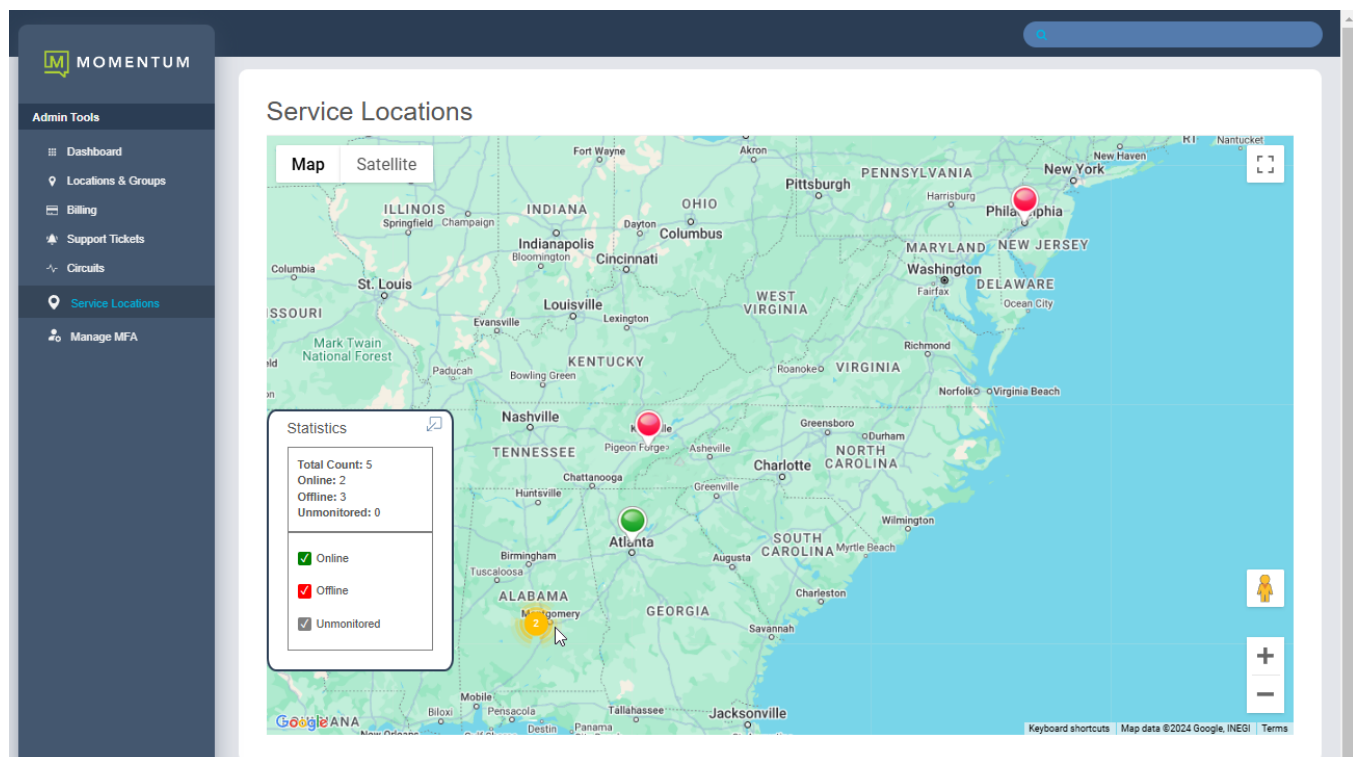 MOMENTUM
Admin Tools
Dashboard
Locations & Groups
Billing
Support Tickets
Circuits
Service Locations
Manage MFA
Service Locations
Map
Satellite
Fort Wayne
Akron
RI
Nantucket
New Haven
New York
PENNSYLVANIA
Pittsburgh
Harrisburg
ILLINOIS
INDIANA
OHIO
Springfield
Champaign
Dayton
Columbus
Indianapolis
Bloomington
Cincinnati
MARYLAND
NEW JERSEY
Columbia
Washington
St. Louis
Fairfax
DELAWARE
WEST
VIRGINIA
Ocean City
Louisville
Lexington
SSOURI
Evansville
Mark Twain
National Forest
Richmond
KENTUCKY
Paducah
Bowling Green
Roanoke
VIRGINIA
Norfolk
Virginia Beach
Nashville
Greensboro
Durham
TENNESSEE
Pigeon Forge
Asheville
NORTH
CAROLINA
Charlotte
Chattanooga
Huntsville
Greenville
Wilmington
Atlanta
SOUTH
CAROLINA
Myrtle Beach
Birmingham
Augusta
Tuscaloosa
Charleston
ALABAMA
Montgomery
2
GEORGIA
Savannah
Mobile
Biloxi
Pensacola
Tallahassee
Jacksonville
Destin
Panama
Statistics
Total Count: 5
Online: 2
Offline: 3
Unmonitored: 0
Online
Offline
Unmonitored
Google
Keyboard shortcuts
Map data ©2024 Google, INEGI
Terms